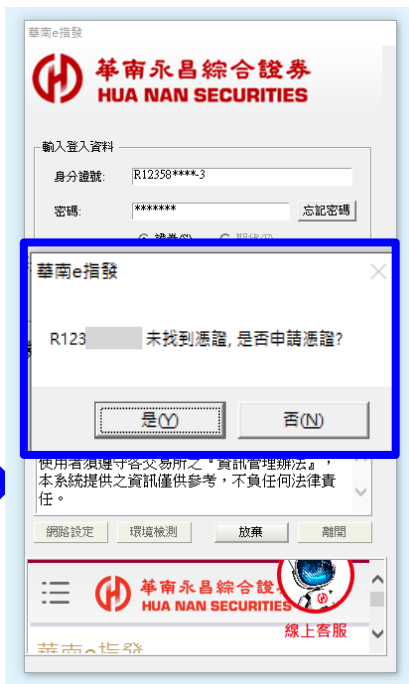 華南e指發
華南永昌綜合證券
HUA NAN SECURITIES
輸入登入資料
身分證號: R12358****-3
密碼: ******* 忘記密碼
華南e指發
R123 未找到憑證, 是否申請憑證?
是(Y) 否(N)
使用者須遵守各交易所之『資訊管理辦法』,
本系統提供之資訊僅供參考,不負任何法律責
任。
網路設定 環境檢測 放棄 離開
華南永昌綜合證
HUA NAN SECURITIES
線上客服
華南e指發